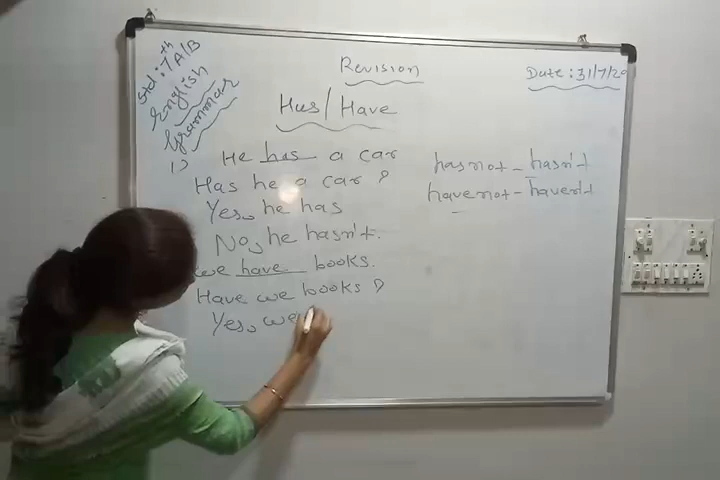 Std : 7th A/B
English
Grammar
Revision
Date : 31/7/20
Has / Have
1) He has a car
Has he a car ?
Yes, he has
No, he hasn't.
we have books.
Have we books ?
Yes, we
has not - hasn't
have not - haven't